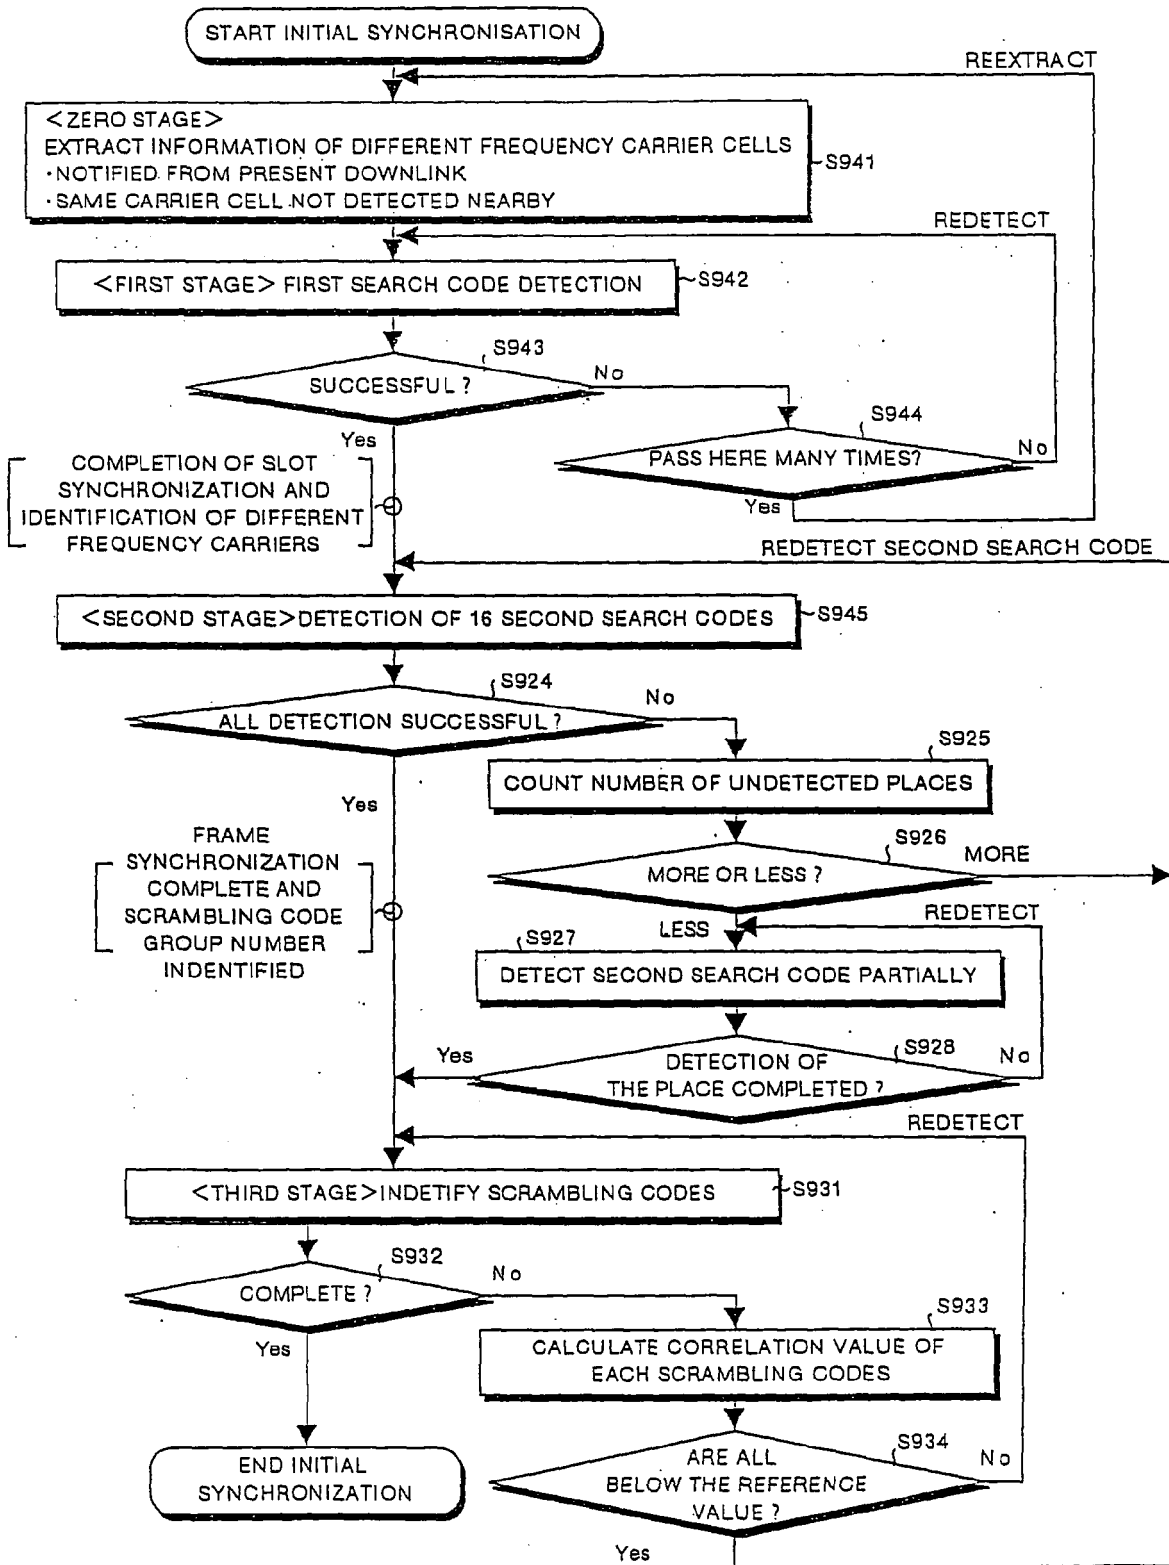 START INITIAL SYNCHRONISATION
REEXTRACT
<ZERO STAGE>
EXTRACT INFORMATION OF DIFFERENT FREQUENCY CARRIER CELLS
·NOTIFIED FROM PRESENT DOWNLINK
·SAME CARRIER CELL NOT DETECTED NEARBY
S941
REDETECT
<FIRST STAGE> FIRST SEARCH CODE DETECTION
S942
S943
SUCCESSFUL ?
No
S944
Yes
PASS HERE MANY TIMES?
No
Yes
COMPLETION OF SLOT
SYNCHRONIZATION AND
IDENTIFICATION OF DIFFERENT
FREQUENCY CARRIERS
REDETECT SECOND SEARCH CODE
<SECOND STAGE>DETECTION OF 16 SECOND SEARCH CODES
S945
S924
No
ALL DETECTION SUCCESSFUL ?
S925
COUNT NUMBER OF UNDETECTED PLACES
Yes
FRAME
SYNCHRONIZATION
COMPLETE AND
SCRAMBLING CODE
GROUP NUMBER
INDENTIFIED
S926
MORE
MORE OR LESS ?
REDETECT
LESS
S927
DETECT SECOND SEARCH CODE PARTIALLY
S928
Yes
No
DETECTION OF
THE PLACE COMPLETED ?
REDETECT
<THIRD STAGE>INDETIFY SCRAMBLING CODES
S931
S932
No
COMPLETE ?
S933
Yes
CALCULATE CORRELATION VALUE OF
EACH SCRAMBLING CODES
S934
No
ARE ALL
BELOW THE REFERENCE
VALUE ?
END INITIAL
SYNCHRONIZATION
Yes